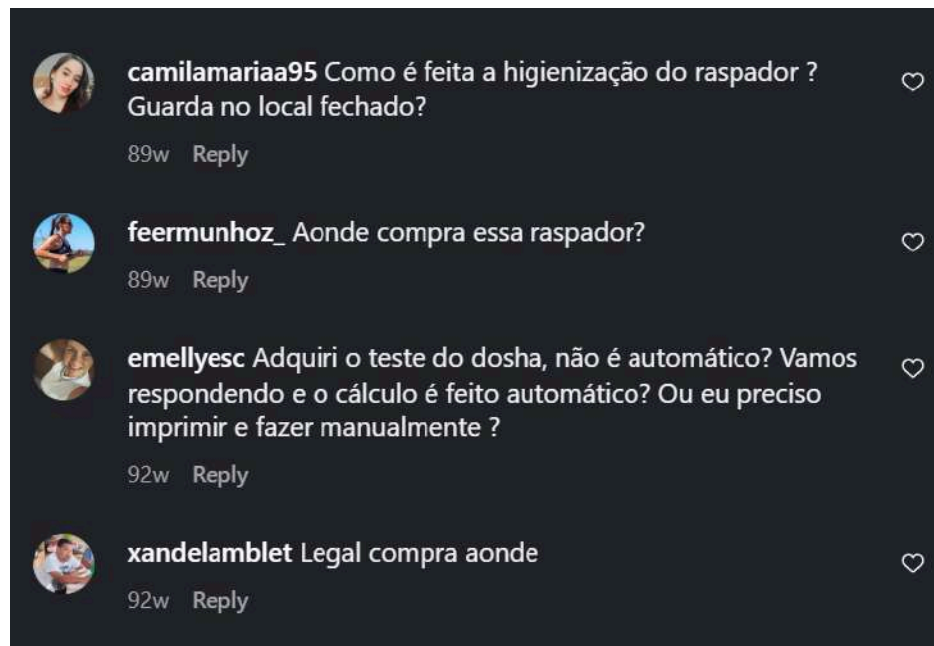 camilamariaa95 Como é feita a higienização do raspador ?
Guarda no local fechado?
89w Reply
feermunhoz_ Aonde compra essa raspador?
89w Reply
emellyesc Adquiri o teste do dosha, não é automático? Vamos
respondendo e o cálculo é feito automático? Ou eu preciso
imprimir e fazer manualmente ?
92w Reply
xandelamblet Legal compra aonde
92w Reply